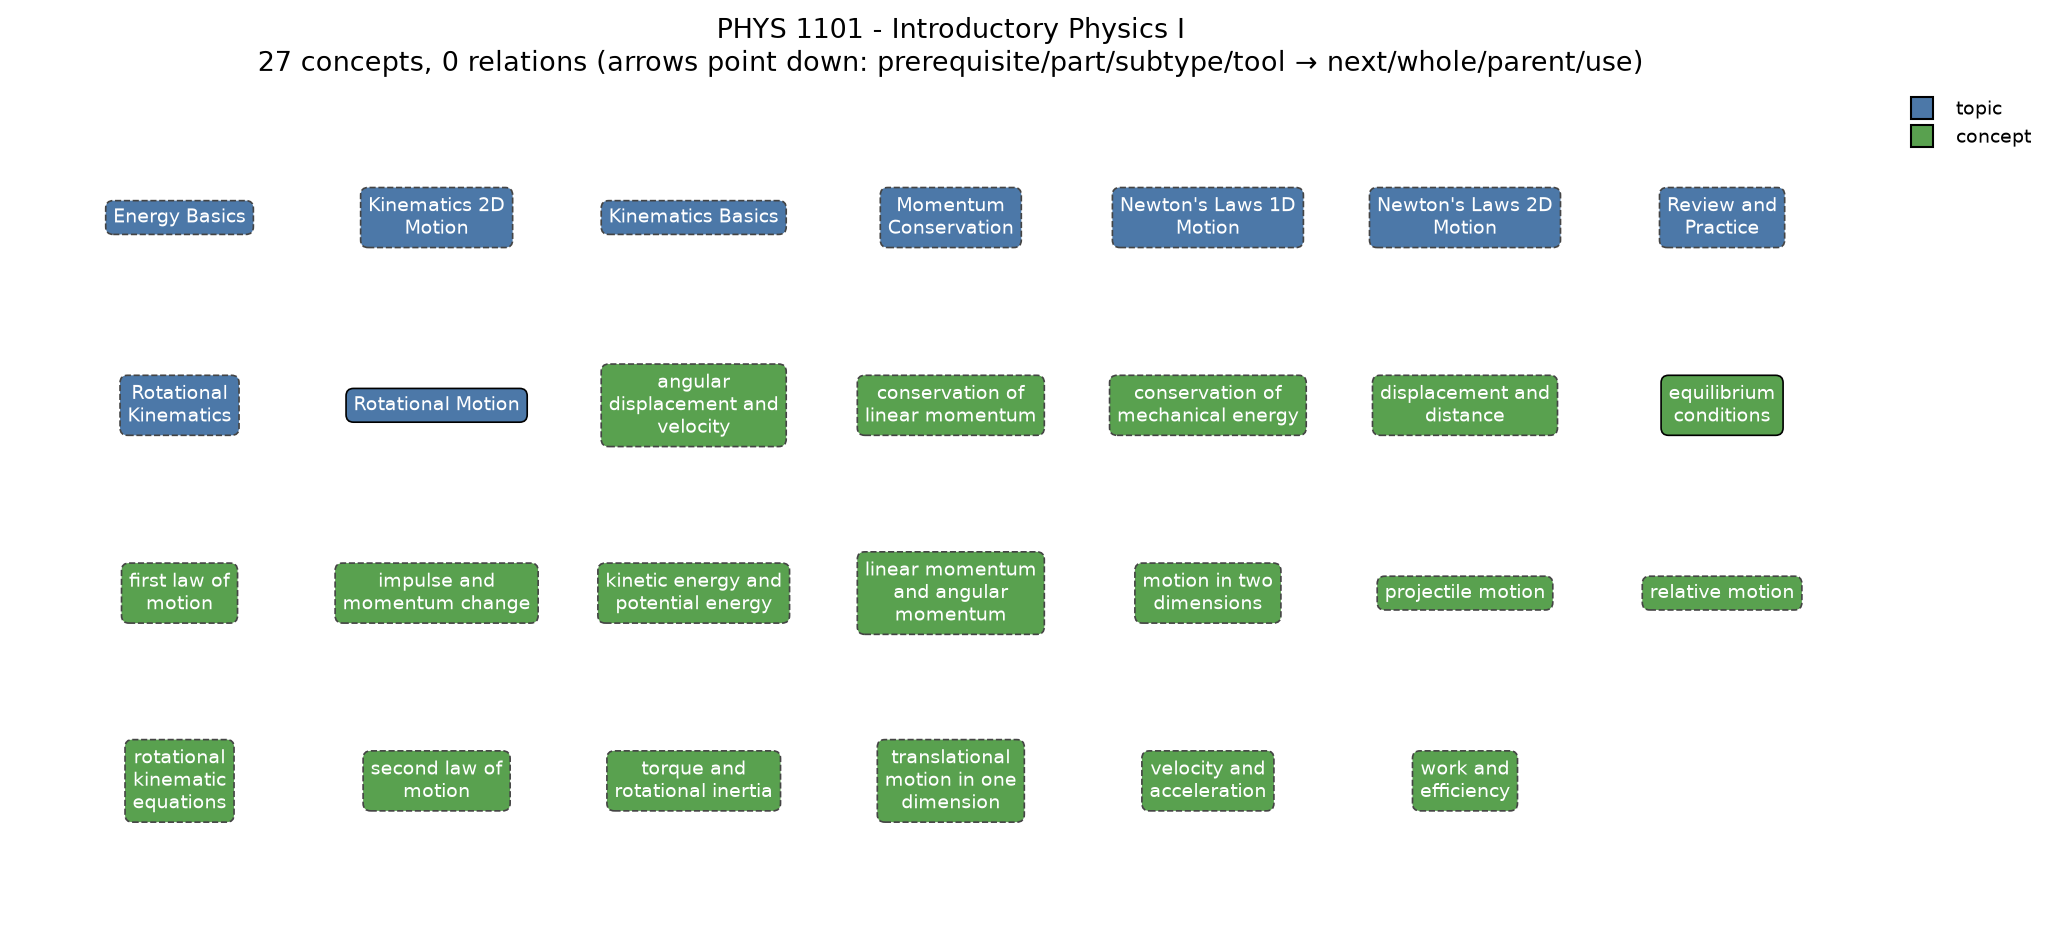 PHYS 1101 - Introductory Physics I
27 concepts, 0 relations (arrows point down: prerequisite/part/subtype/tool → next/whole/parent/use)
topic
concept
Energy Basics
Kinematics 2D
Motion
Kinematics Basics
Momentum
Conservation
Newton's Laws 1D
Motion
Newton's Laws 2D
Motion
Review and
Practice
Rotational
Kinematics
Rotational Motion
angular
displacement and
velocity
conservation of
linear momentum
conservation of
mechanical energy
displacement and
distance
equilibrium
conditions
first law of
motion
impulse and
momentum change
kinetic energy and
potential energy
linear momentum
and angular
momentum
motion in two
dimensions
projectile motion
relative motion
rotational
kinematic
equations
second law of
motion
torque and
rotational inertia
translational
motion in one
dimension
velocity and
acceleration
work and
efficiency